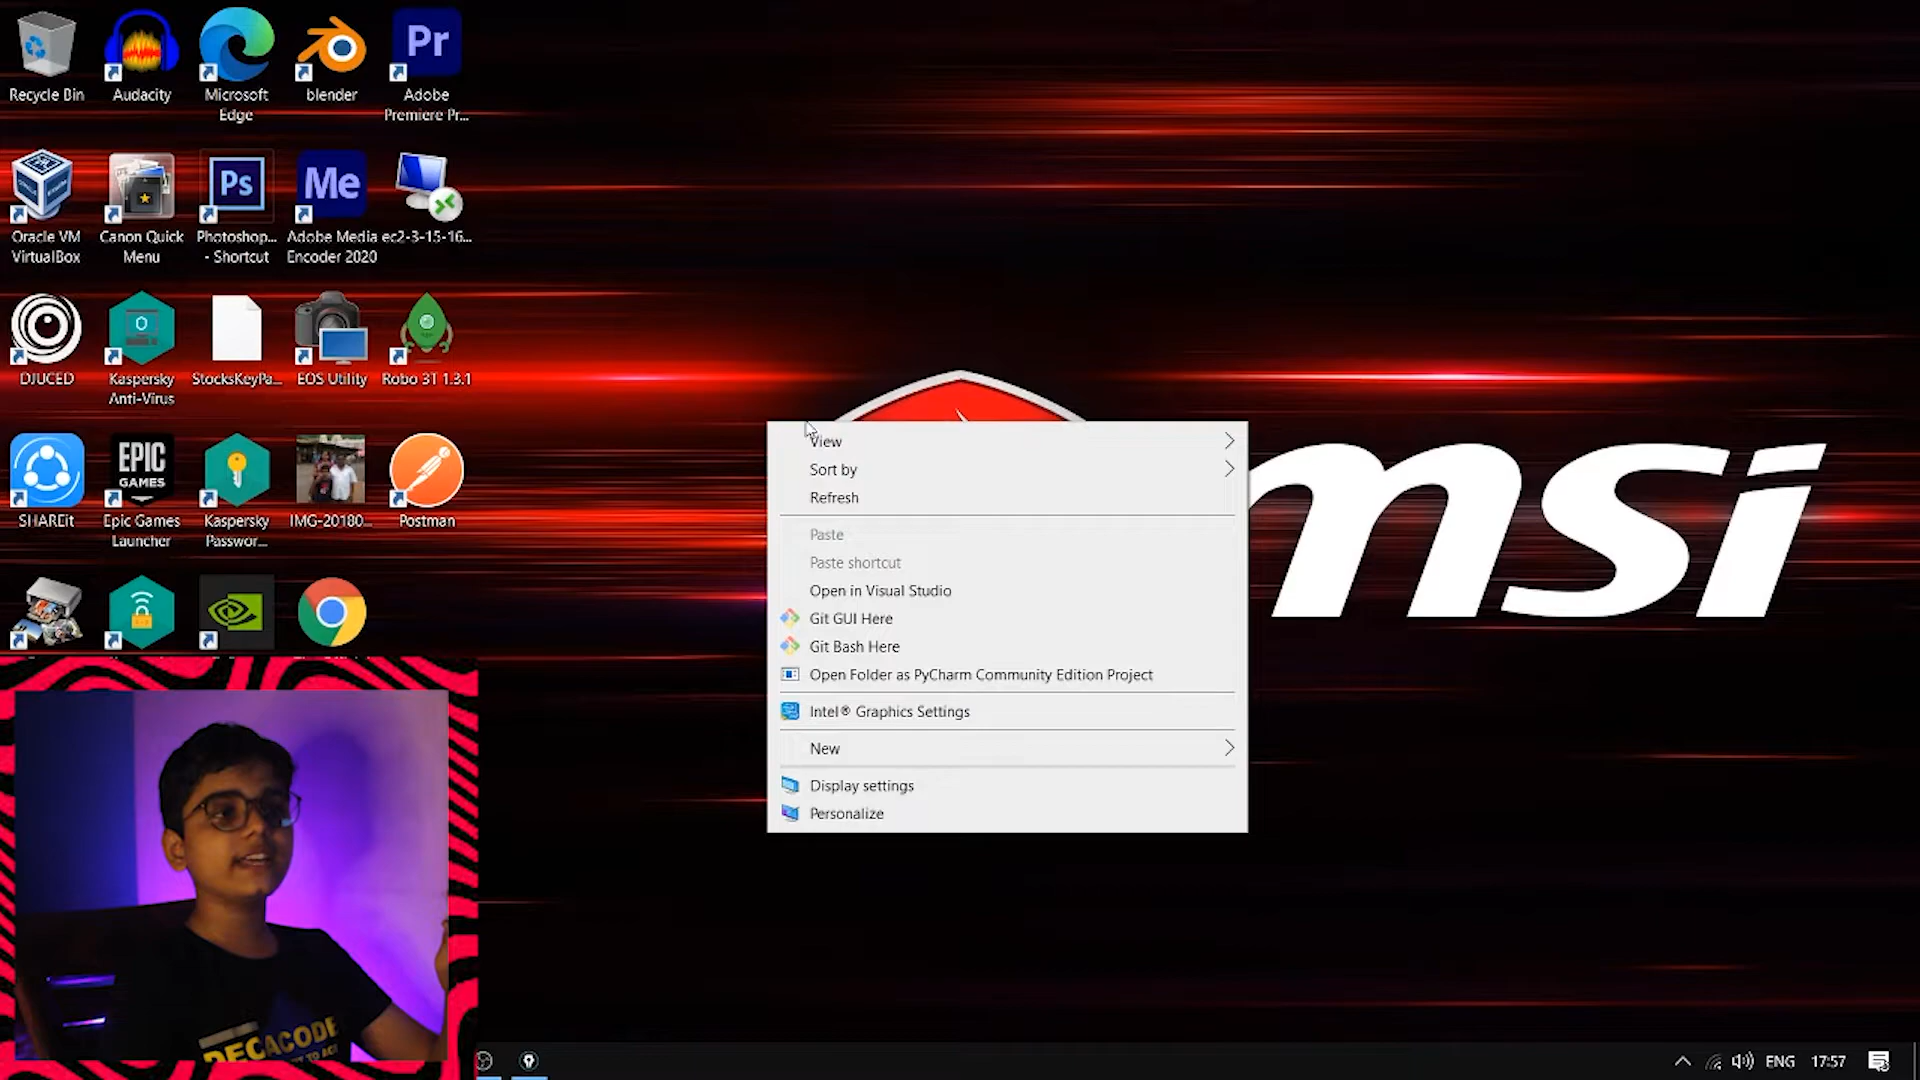 Recycle Bin
Audacity
Microsoft
Edge
blender
Pr
Adobe
Premiere Pr...
Oracle VM
VirtualBox
Canon Quick
Menu
Ps
Photoshop...
- Shortcut
Me
Adobe Media
Encoder 2020
ec2-3-15-16...
DJUCED
Kaspersky
Anti-Virus
StocksKeyPa...
EOS Utility
Robo 3T 1.3.1
SHAREit
EPIC
GAMES
Epic Games
Launcher
Kaspersky
Passwor...
IMG-20180...
Postman
View
Sort by
Refresh
Paste
Paste shortcut
Open in Visual Studio
Git GUI Here
Git Bash Here
Open Folder as PyCharm Community Edition Project
Intel® Graphics Settings
New
Display settings
Personalize
msi
DECACODE
ENG
17:57